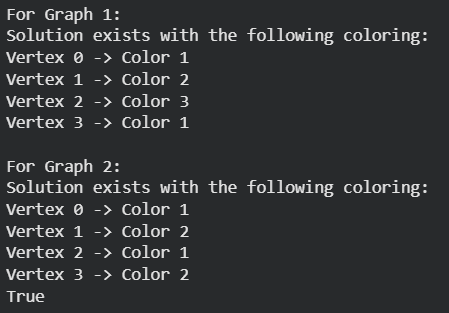 For Graph 1:
Solution exists with the following coloring:
Vertex 0 -> Color 1
Vertex 1 -> Color 2
Vertex 2 -> Color 3
Vertex 3 -> Color 1

For Graph 2:
Solution exists with the following coloring:
Vertex 0 -> Color 1
Vertex 1 -> Color 2
Vertex 2 -> Color 1
Vertex 3 -> Color 2
True